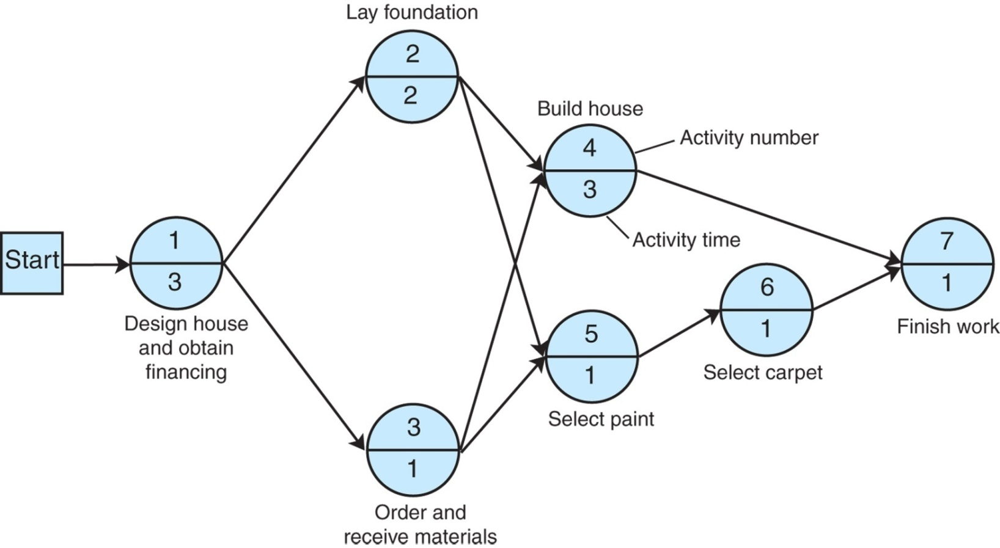 Lay foundation
2
2
Build house
4
3
Activity number
Activity time
Start
1
3
Design house
and obtain
financing
7
1
Finish work
6
1
Select carpet
5
1
Select paint
3
1
Order and
receive materials